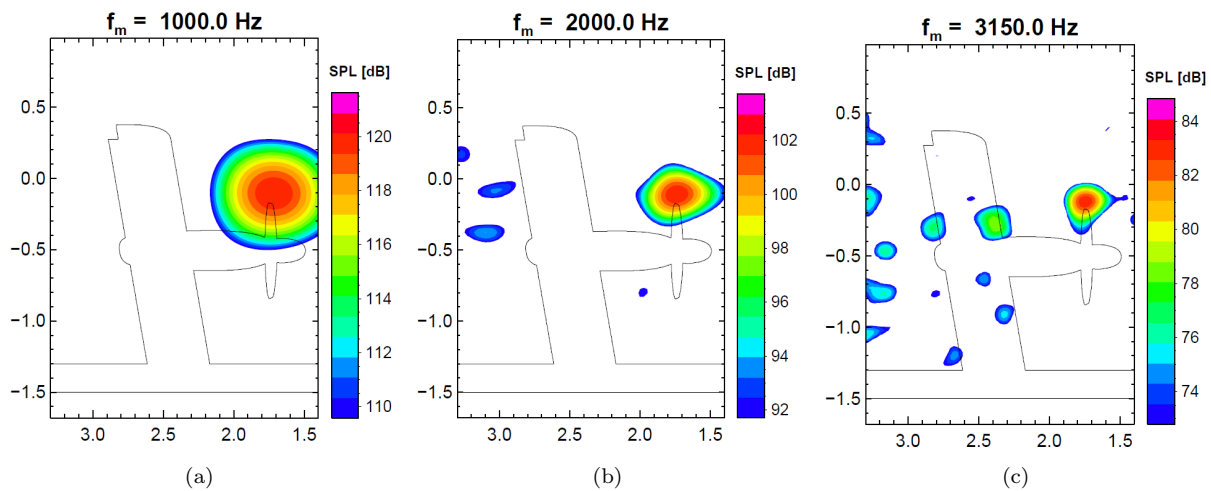 f_m = 1000.0 Hz
f_m = 2000.0 Hz
f_m = 3150.0 Hz
SPL [dB]
SPL [dB]
SPL [dB]
0.5
0.0
−0.5
−1.0
−1.5
3.0 2.5 2.0 1.5
120
118
116
114
112
110
(a)
0.5
0.0
−0.5
−1.0
−1.5
3.0 2.5 2.0 1.5
102
100
98
96
94
92
(b)
0.5
0.0
−0.5
−1.0
−1.5
3.0 2.5 2.0 1.5
84
82
80
78
76
74
(c)